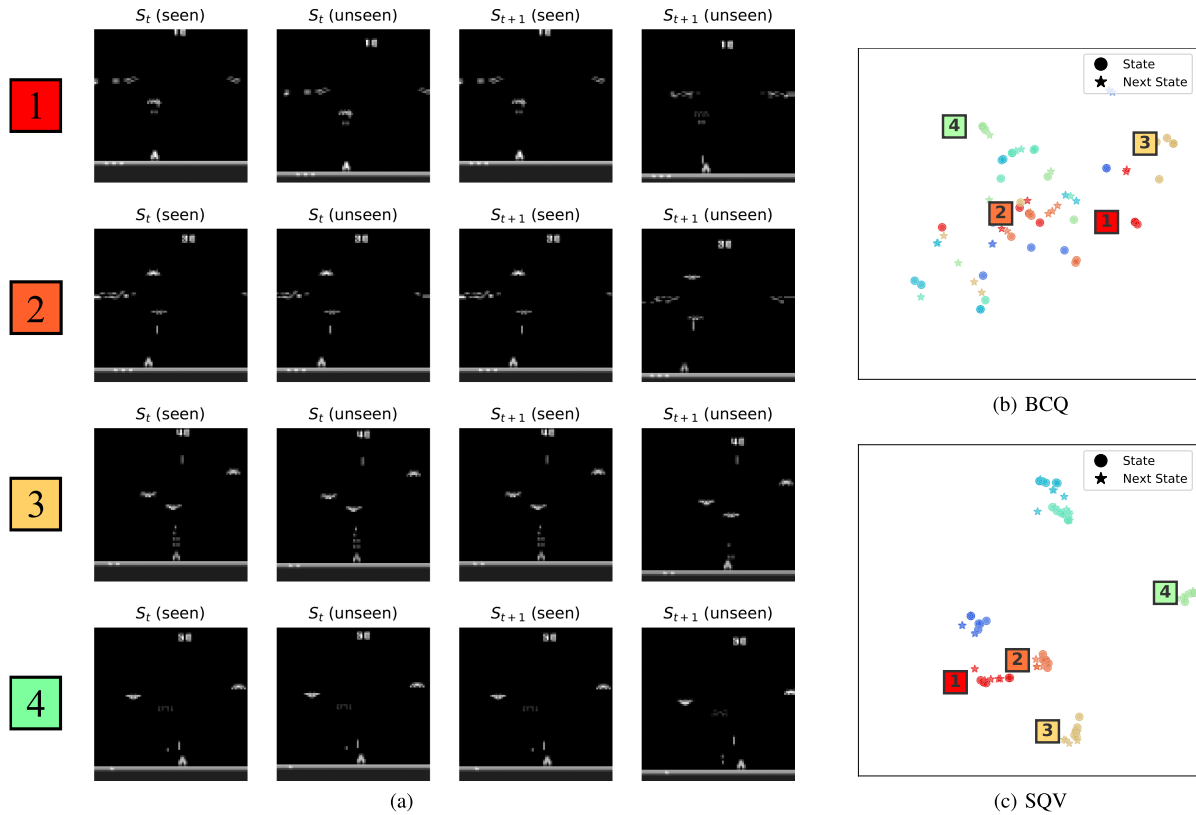 S_t (seen) S_t (unseen) S_{t+1} (seen) S_{t+1} (unseen)
1
S_t (seen) S_t (unseen) S_{t+1} (seen) S_{t+1} (unseen)
2
S_t (seen) S_t (unseen) S_{t+1} (seen) S_{t+1} (unseen)
3
S_t (seen) S_t (unseen) S_{t+1} (seen) S_{t+1} (unseen)
4
(a)
State
Next State
4
3
2
1
(b) BCQ
State
Next State
4
2
1
3
(c) SQV